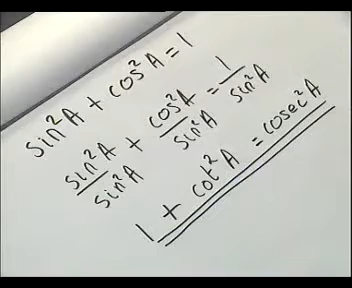 sin²A + cos²A = 1
sin²A/sin²A + cos²A/sin²A = 1/sin²A
1 + cot²A = cosec²A